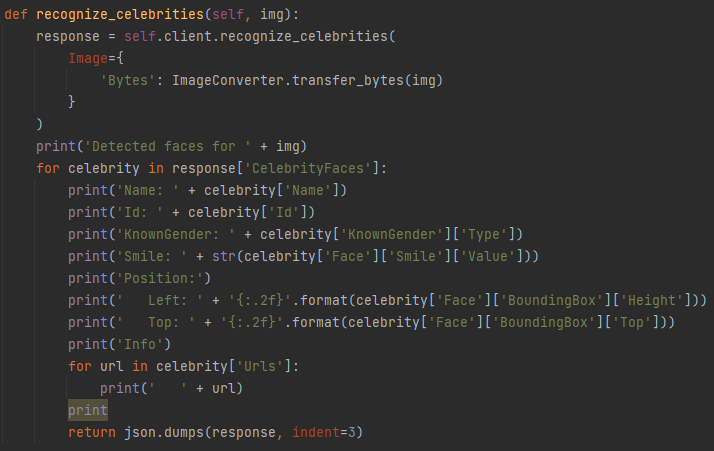 def recognize_celebrities(self, img):
    response = self.client.recognize_celebrities(
        Image={
            'Bytes': ImageConverter.transfer_bytes(img)
        }
    )
    print('Detected faces for ' + img)
    for celebrity in response['CelebrityFaces']:
        print('Name: ' + celebrity['Name'])
        print('Id: ' + celebrity['Id'])
        print('KnownGender: ' + celebrity['KnownGender']['Type'])
        print('Smile: ' + str(celebrity['Face']['Smile']['Value']))
        print('Position:')
        print('   Left: ' + '{:.2f}'.format(celebrity['Face']['BoundingBox']['Height']))
        print('   Top: ' + '{:.2f}'.format(celebrity['Face']['BoundingBox']['Top']))
        print('Info')
        for url in celebrity['Urls']:
            print('   ' + url)
        print
        return json.dumps(response, indent=3)